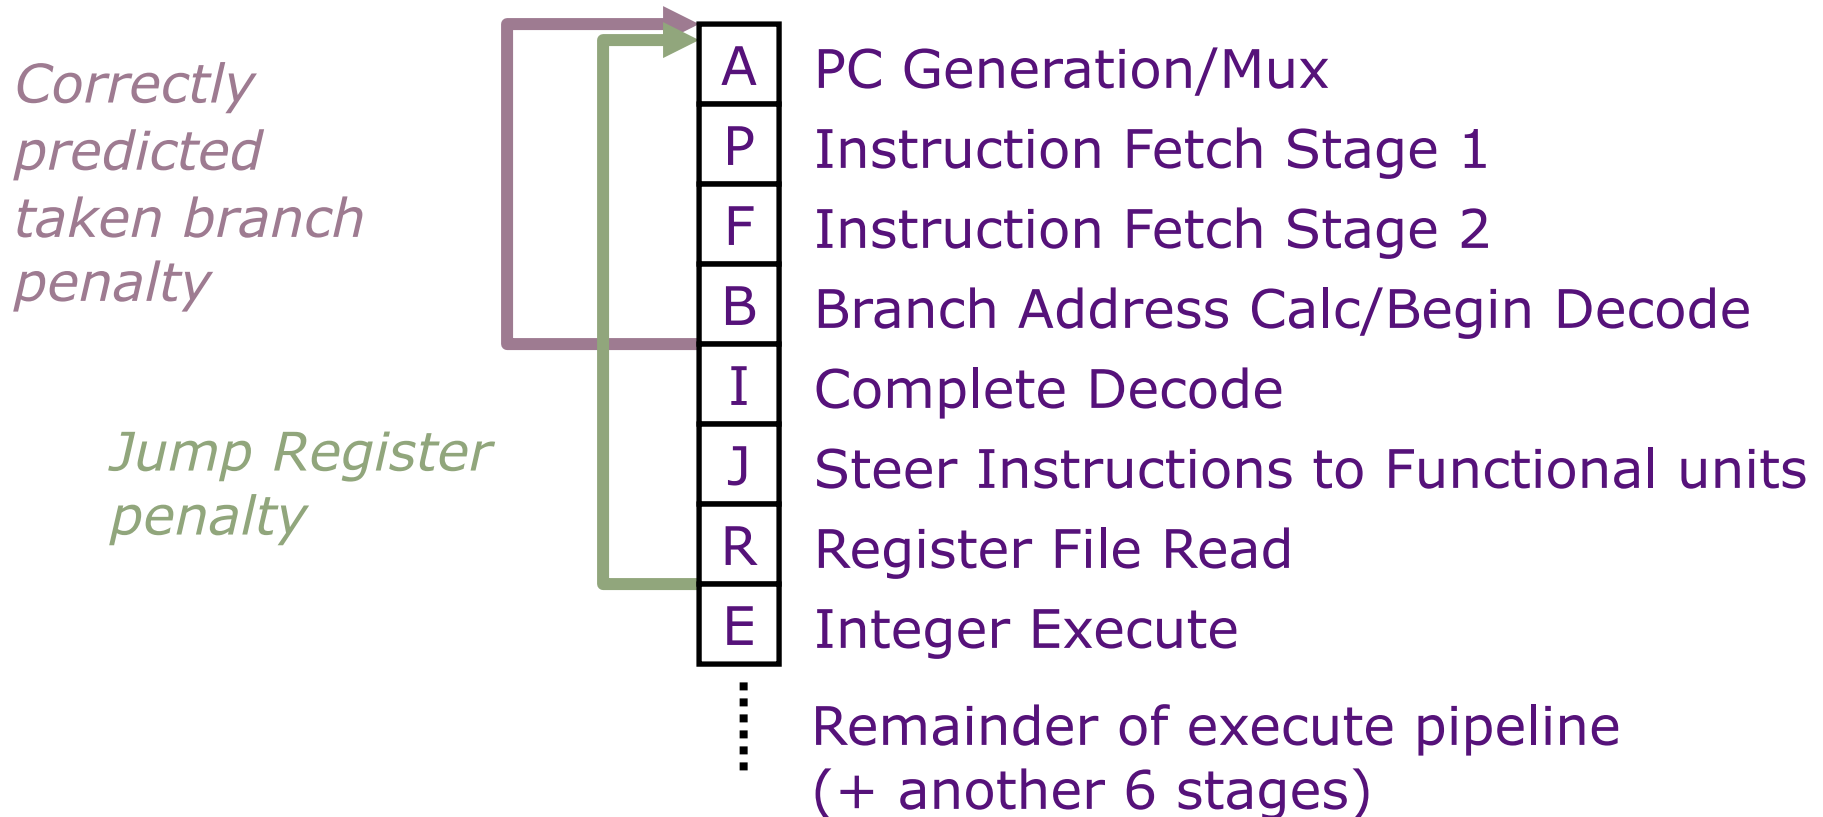 Correctly
predicted
taken branch
penalty
Jump Register
penalty
A PC Generation/Mux
P Instruction Fetch Stage 1
F Instruction Fetch Stage 2
B Branch Address Calc/Begin Decode
I Complete Decode
J Steer Instructions to Functional units
R Register File Read
E Integer Execute
Remainder of execute pipeline
(+ another 6 stages)